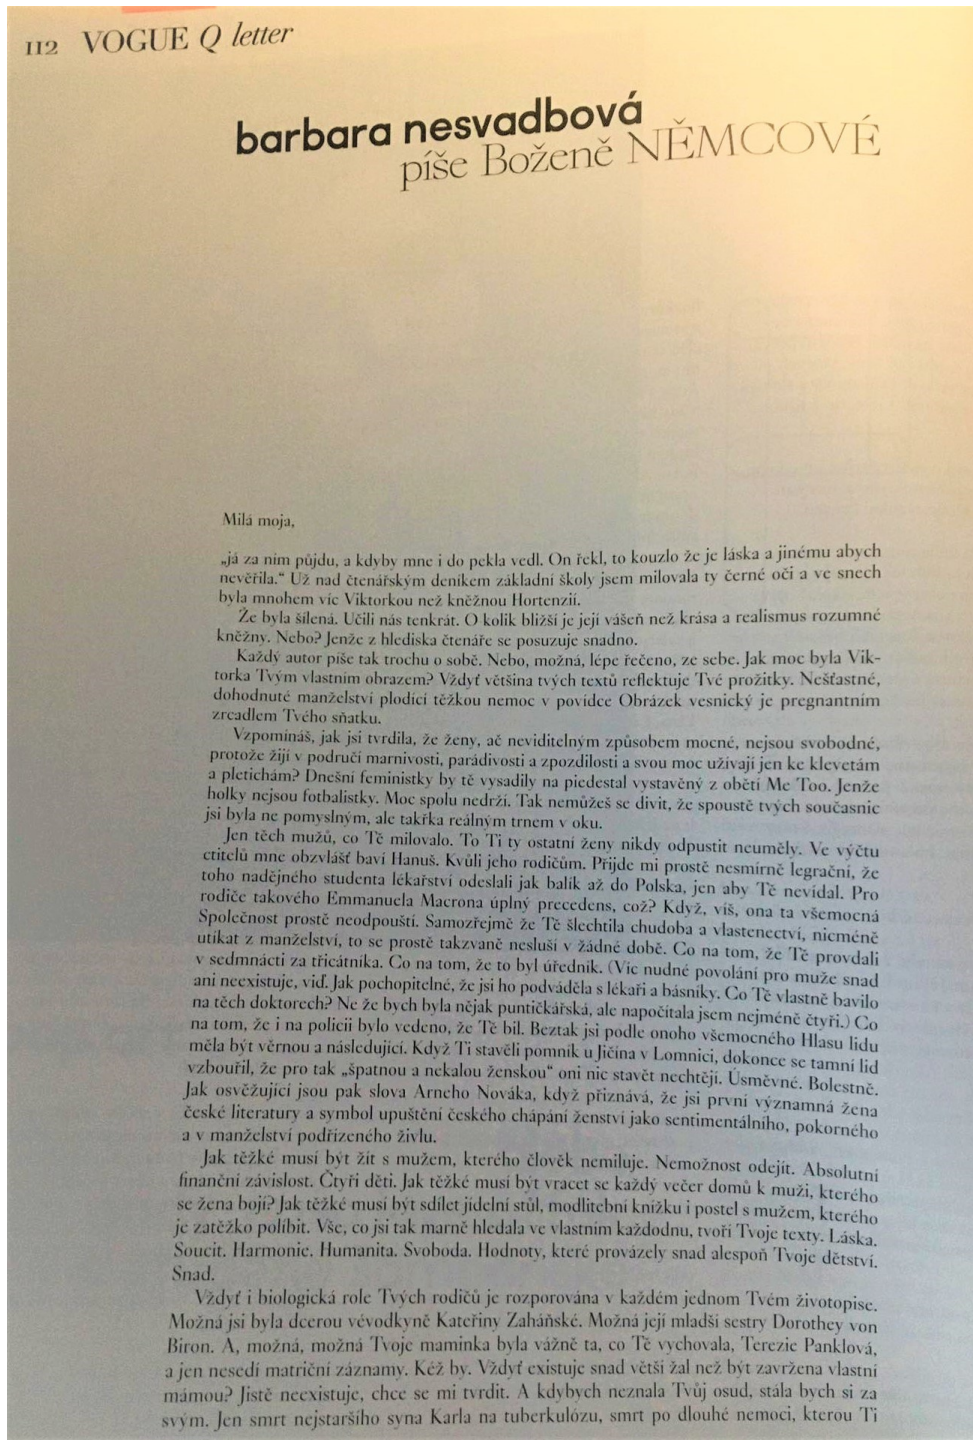 112 VOGUE Q letter
barbara nesvadbová
píše Boženě NĚMCOVÉ
Milá moja,
„já za ním půjdu, a kdyby mne i do pekla vedl. On řekl, to kouzlo že je láska a jinému abych
nevěřila.“ Už nad čtenářským deníkem základní školy jsem milovala ty černé oči a ve snech
byla mnohem víc Viktorkou než kněžnou Hortenzií.
Že byla šílená. Učili nás tenkrát. O kolik bližší je její vášeň než krása a realismus rozumné
kněžny. Nebo? Jenže z hlediska čtenáře se posuzuje snadno.
Každý autor píše tak trochu o sobě. Nebo, možná, lépe řečeno, ze sebe. Jak moc byla Vik-
torka Tvým vlastním obrazem? Vždyť většina tvých textů reflektuje Tvé prožitky. Nešťastné,
dohodnuté manželství plodící těžkou nemoc v povídce Obrázek vesnický je pregnantním
zrcadlem Tvého sňatku.
Vzpomínáš, jak jsi tvrdila, že ženy, ač neviditelným způsobem mocné, nejsou svobodné,
protože žijí v područí marnivosti, parádivosti a zpozdilosti a svou moc užívají jen ke klevetám
a pletichám? Dnešní feministky by tě vysadily na piedestal vystavěný z obětí Me Too. Jenže
holky nejsou fotbalistky. Moc spolu nedrží. Tak nemůžeš se divit, že spoustě tvých současnic
jsi byla ne pomyslným, ale takřka reálným trnem v oku.
Jen těch mužů, co Tě milovalo. To Ti ty ostatní ženy nikdy odpustit neuměly. Ve výčtu
ctitelů mne obzvlášť baví Hanuš. Kvůli jeho rodičům. Přijde mi prostě nesmírně legrační, že
toho nadějného studenta lékařství odeslali jak balík až do Polska, jen aby Tě nevídal. Pro
rodiče takového Emmanuela Macrona úplný precedens, což? Když, víš, ona ta všemocná
Společnost prostě neodpouští. Samozřejmě že Tě šlechtila chudoba a vlastenectví, nicméně
utíkat z manželství, to se prostě takzvaně nesluší v žádné době. Co na tom, že Tě provdali
v sedmnácti za třicátníka. Co na tom, že to byl úředník. (Víc nudné povolání pro muže snad
ani neexistuje, viď. Jak pochopitelné, že jsi ho podváděla s lékaři a básníky. Co Tě vlastně bavilo
na těch doktorech? Ne že bych byla nějak puntičkářská, ale napočítala jsem nejméně čtyři.) Co
na tom, že i na policii bylo vedeno, že Tě bil. Beztak jsi podle onoho všemocného Hlasu lidu
měla být věrnou a následující. Když Ti stavěli pomník u Jičína v Lomnici, dokonce se tamní lid
vzbouřil, že pro tak „špatnou a nekalou ženskou“ oni nic stavět nechtějí. Úsměvné. Bolestné.
Jak osvěžující jsou pak slova Arneho Nováka, když přiznává, že jsi první významná žena
české literatury a symbol upuštění českého chápání ženství jako sentimentálního, pokorného
a v manželství podřízeného živlu.
Jak těžké musí být žít s mužem, kterého člověk nemiluje. Nemožnost odejít. Absolutní
finanční závislost. Čtyři děti. Jak těžké musí být vracet se každý večer domů k muži, kterého
se žena bojí? Jak těžké musí být sdílet jídelní stůl, modlitební knížku i postel s mužem, kterého
je zatěžko políbit. Vše, co jsi tak marně hledala ve vlastním každodnu, tvoří Tvoje texty. Láska.
Soucit. Harmonie. Humanita. Svoboda. Hodnoty, které provázely snad alespoň Tvoje dětství.
Snad.
Vždyť i biologická role Tvých rodičů je rozporována v každém jednom Tvém životopise.
Možná jsi byla dcerou vévodkyně Kateřiny Zaháňské. Možná její mladší sestry Dorothey von
Biron. A, možná, možná Tvoje maminka byla vážně ta, co Tě vychovala, Terezie Panklová,
a jen nesedí matriční záznamy. Kéž by. Vždyť existuje snad větší žal než být zavržena vlastní
mámou? Jistě neexistuje, chce se mi tvrdit. A kdybych neznala Tvůj osud, stála bych si za
svým. Jen smrt nejstaršího syna Karla na tuberkulózu, smrt po dlouhé nemoci, kterou Ti